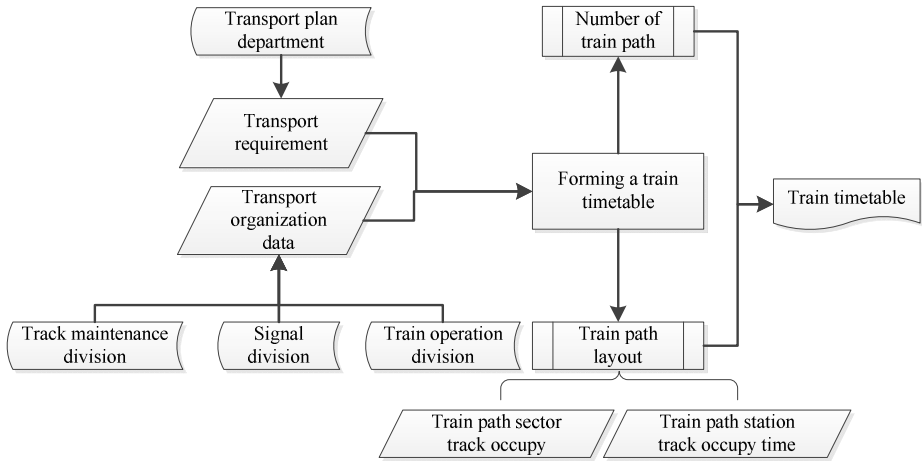 Transport plan
department
Number of
train path
Transport
requirement
Forming a train
timetable
Transport
organization
data
Train timetable
Track maintenance
division
Signal
division
Train operation
division
Train path
layout
Train path sector
track occupy
Train path station
track occupy time